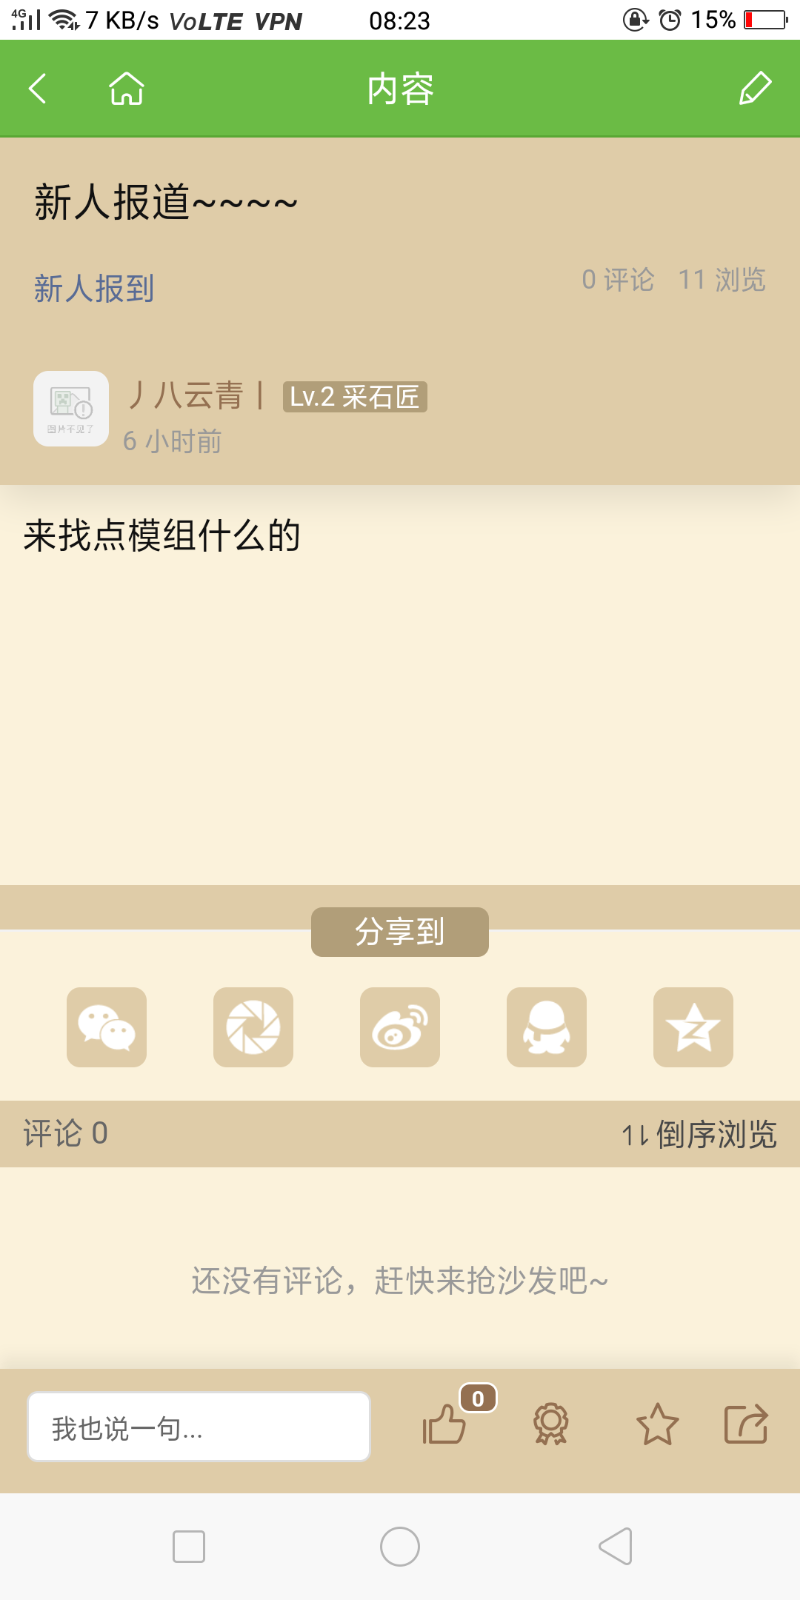 4G 7 KB/s VoLTE VPN 08:23 15%
内容
新人报道~~~~
新人报到 0 评论 11 浏览
图片不见了
丿八云青丨 Lv.2 采石匠
6 小时前
来找点模组什么的
分享到
评论 0 倒序浏览
还没有评论，赶快来抢沙发吧~
0
我也说一句...